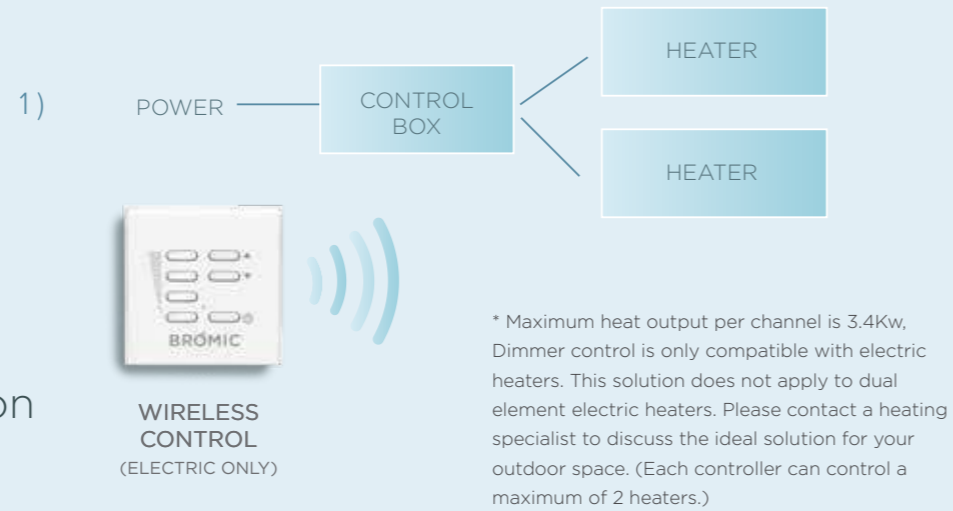 HEATER
1)
POWER
CONTROL
BOX
HEATER
BROMIC
WIRELESS
CONTROL
(ELECTRIC ONLY)
on
* Maximum heat output per channel is 3.4Kw,
Dimmer control is only compatible with electric
heaters. This solution does not apply to dual
element electric heaters. Please contact a heating
specialist to discuss the ideal solution for your
outdoor space. (Each controller can control a
maximum of 2 heaters.)